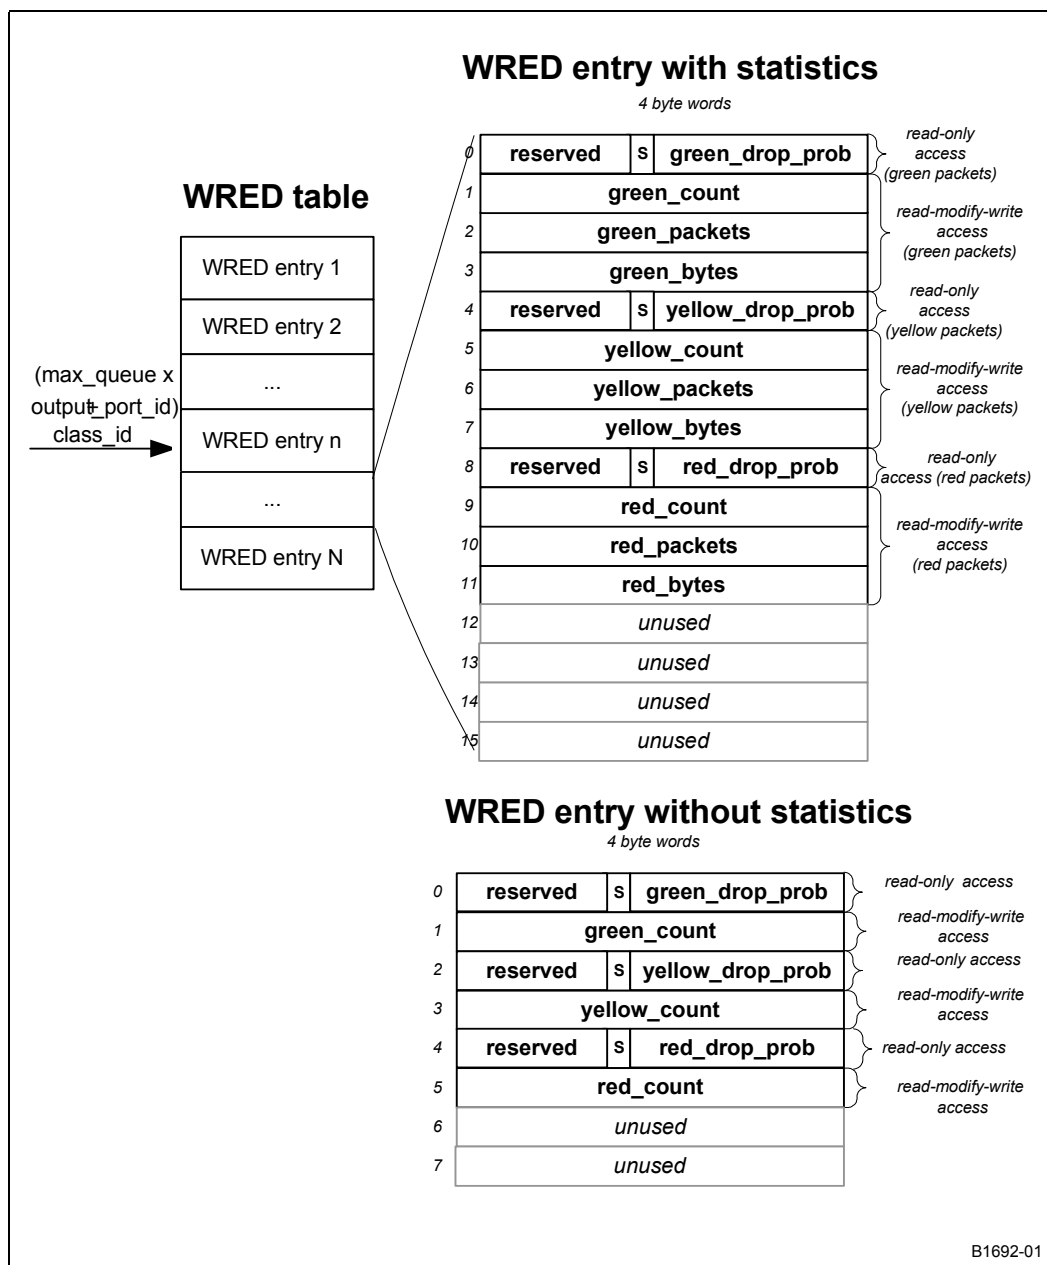 WRED entry with statistics
4 byte words
WRED table
WRED entry 1
WRED entry 2
...
WRED entry n
...
WRED entry N
(max_queue x
output_port_id)
+
class_id
0 reserved S green_drop_prob
1 green_count
2 green_packets
3 green_bytes
4 reserved S yellow_drop_prob
5 yellow_count
6 yellow_packets
7 yellow_bytes
8 reserved S red_drop_prob
9 red_count
10 red_packets
11 red_bytes
12 unused
13 unused
14 unused
15 unused
read-only
access
(green packets)
read-modify-write
access
(green packets)
read-only
access
(yellow packets)
read-modify-write
access
(yellow packets)
read-only
access (red packets)
read-modify-write
access
(red packets)
WRED entry without statistics
4 byte words
0 reserved S green_drop_prob
1 green_count
2 reserved S yellow_drop_prob
3 yellow_count
4 reserved S red_drop_prob
5 red_count
6 unused
7 unused
read-only access
read-modify-write
access
read-only access
read-modify-write
access
read-only access
read-modify-write
access
B1692-01